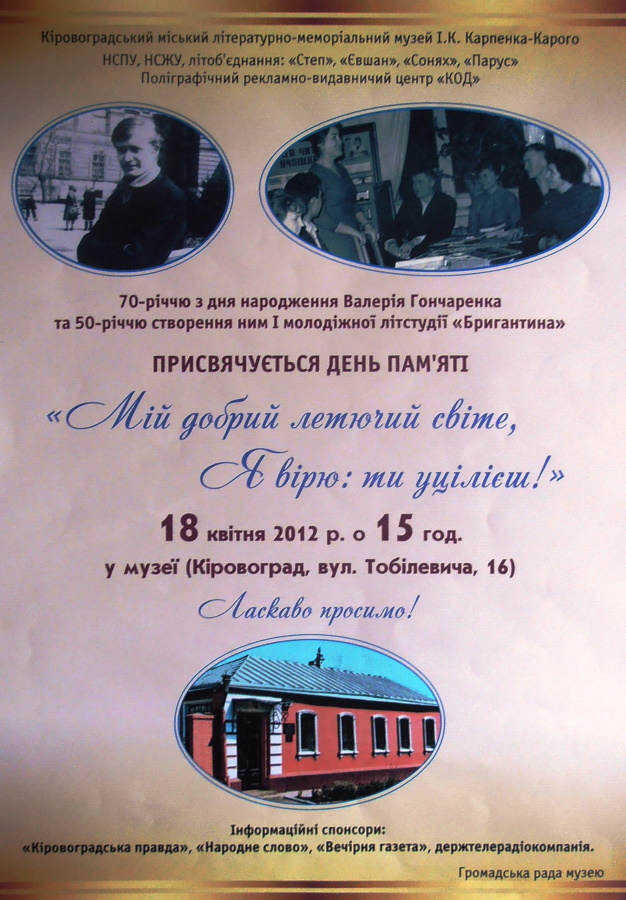 Кіровоградський міський літературно-меморіальний музей І.К. Карпенка-Карого
НСПУ, НСЖУ, літоб'єднання: «Степ», «Євшан», «Сонях», «Парус»
Поліграфічний рекламно-видавничий центр «КОД»
70-річчю з дня народження Валерія Гончаренка
та 50-річчю створення ним І молодіжної літстудії «Бригантина»
ПРИСВЯЧУЄТЬСЯ ДЕНЬ ПАМ'ЯТІ
«Мій добрий летючий світе,
Я вірю: ти уцілієш!»
18 квітня 2012 р. о 15 год.
у музеї (Кіровоград, вул. Тобілевича, 16)
Ласкаво просимо!
Інформаційні спонсори:
«Кіровоградська правда», «Народне слово», «Вечірня газета», держтелерадіокомпанія.
Громадська рада музею